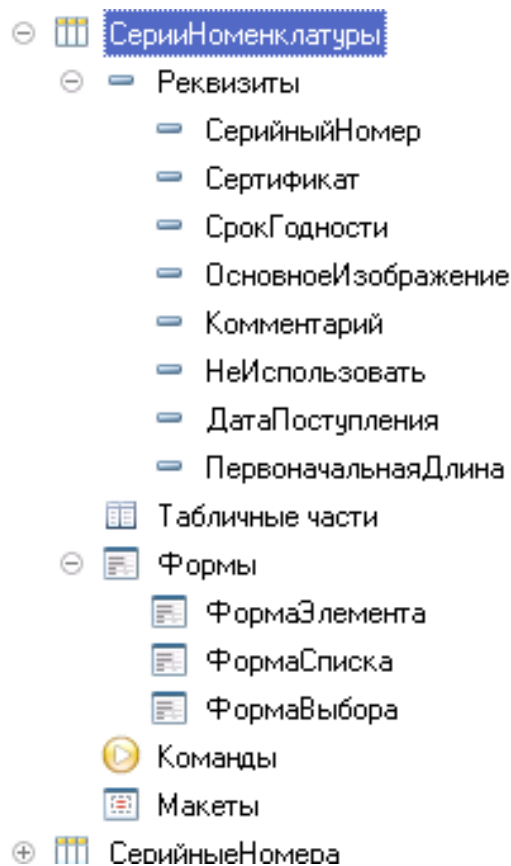 СерииНоменклатуры
Реквизиты
СерийныйНомер
Сертификат
СрокГодности
ОсновноеИзображение
Комментарий
НеИспользовать
ДатаПоступления
ПервоначальнаяДлина
Табличные части
Формы
ФормаЭлемента
ФормаСписка
ФормаВыбора
Команды
Макеты
СерийныеНомера